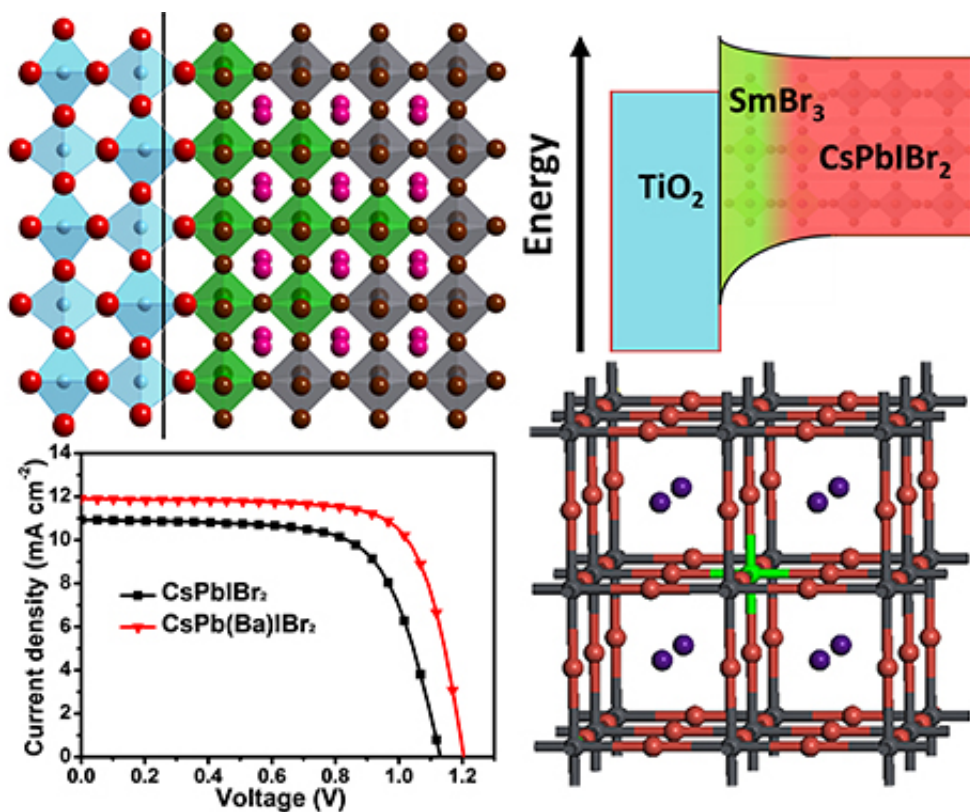 Energy
TiO₂
SmBr₃
CsPbIBr₂
Current density (mA cm⁻²)
14
12
10
8
6
4
2
0
CsPbIBr₂
CsPb(Ba)IBr₂
0.0 0.2 0.4 0.6 0.8 1.0 1.2
Voltage (V)